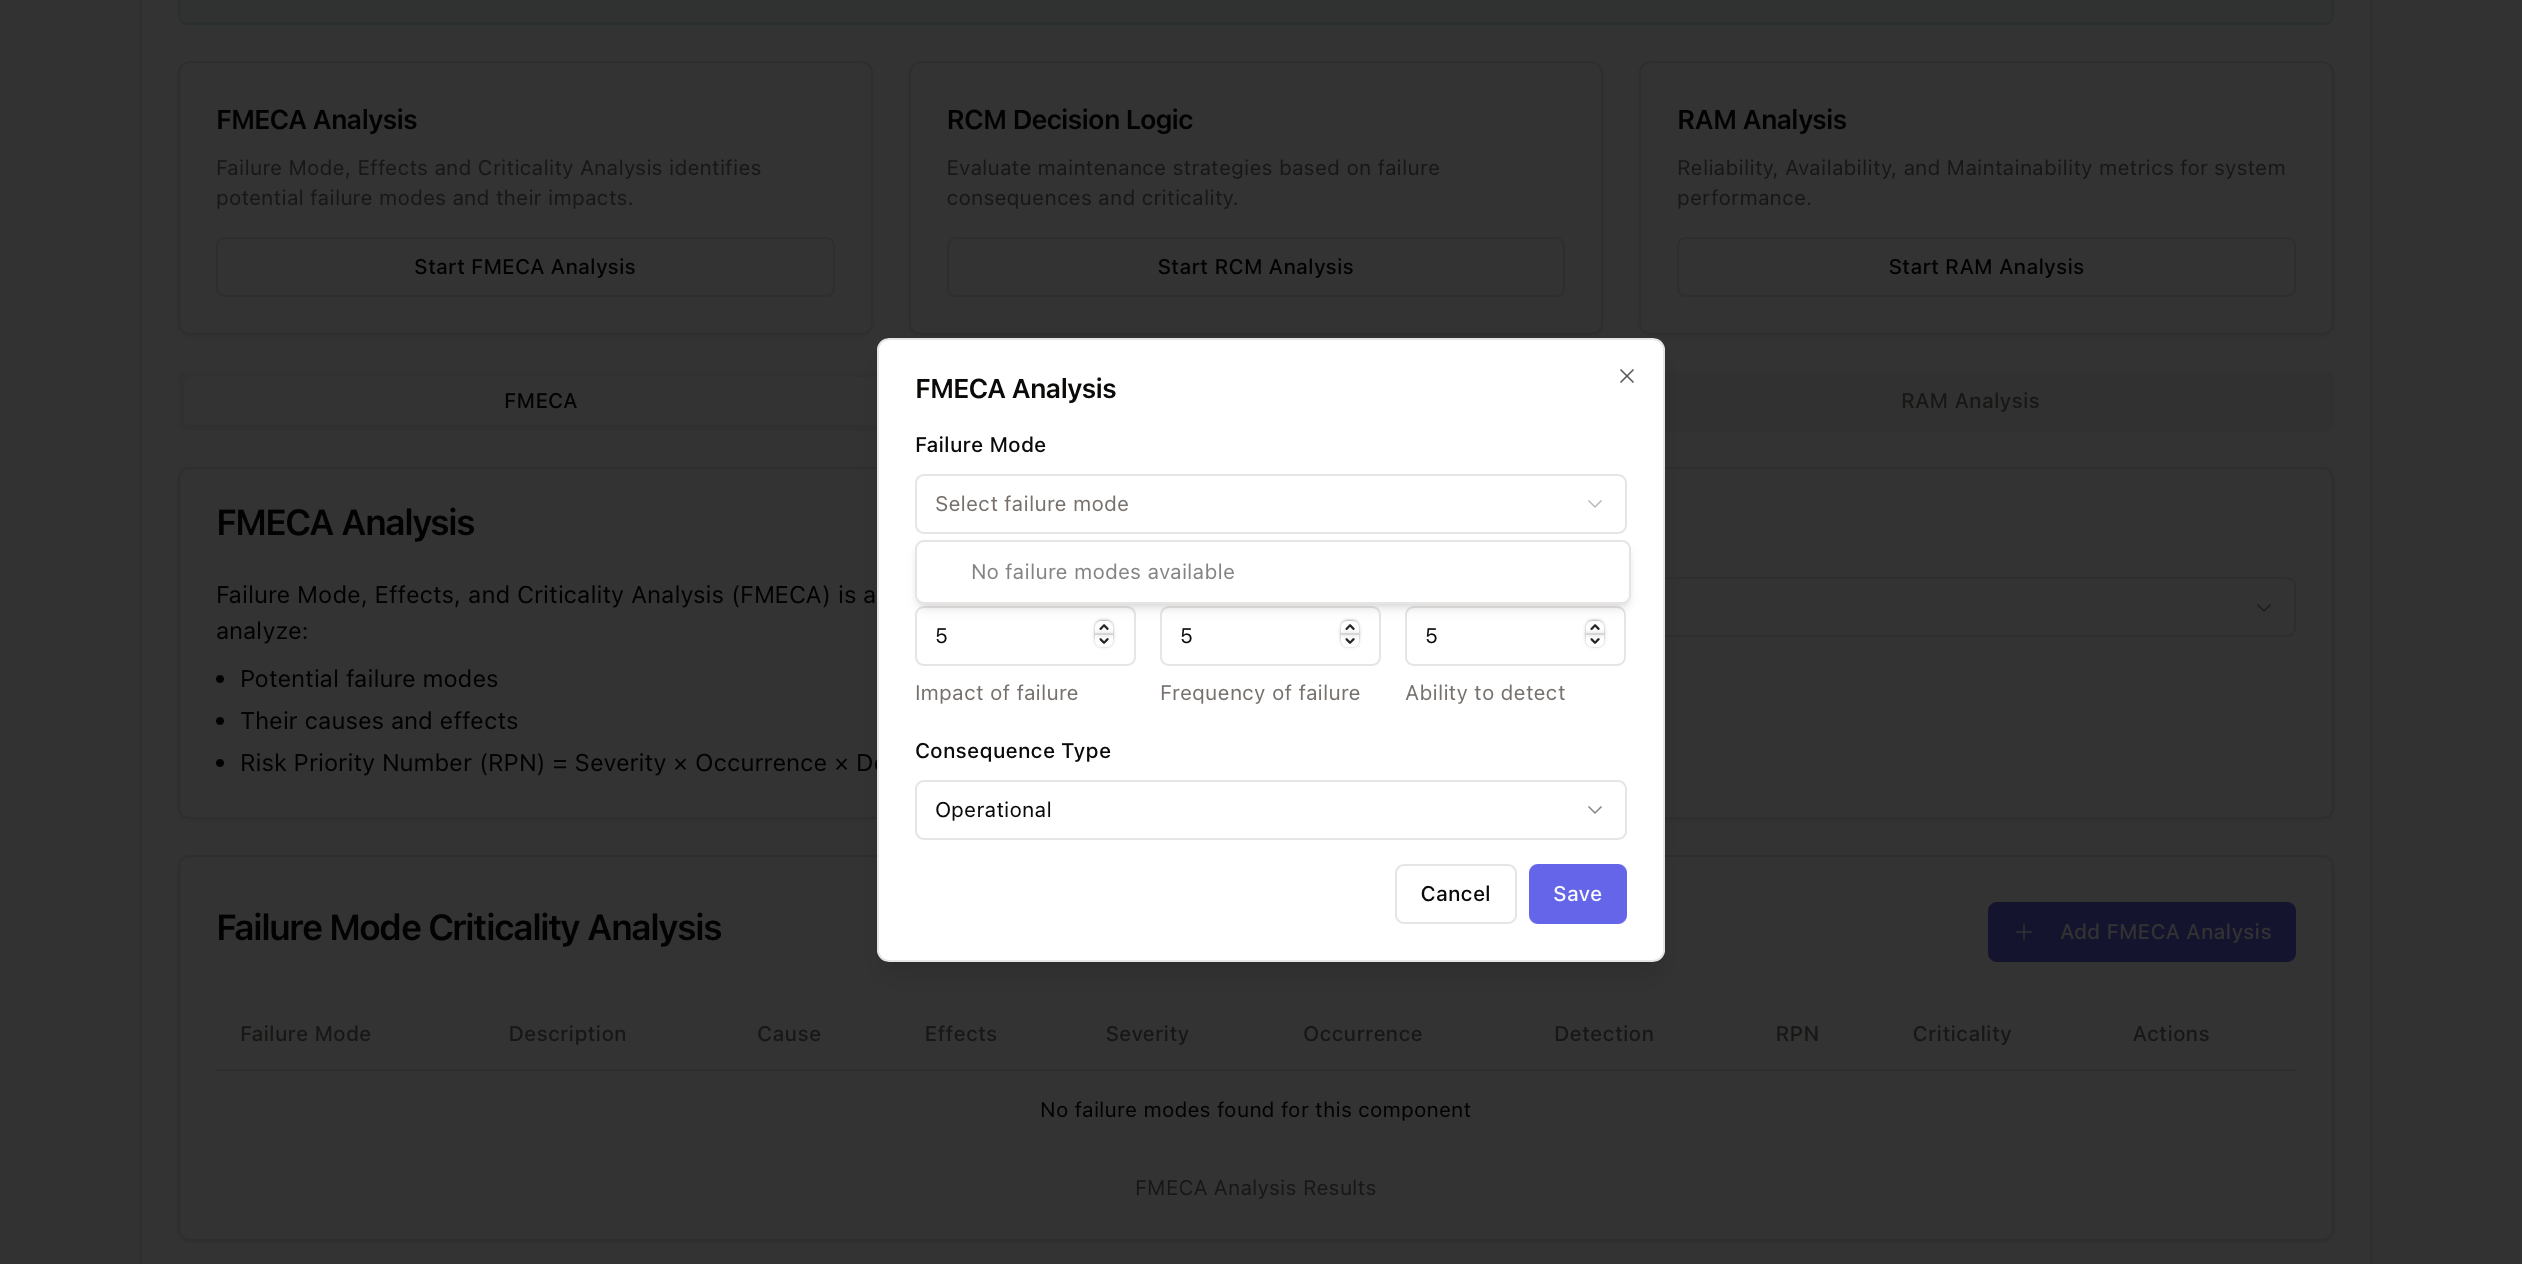 FMECA Analysis
Failure Mode, Effects and Criticality Analysis identifies
potential failure modes and their impacts.
Start FMECA Analysis
RCM Decision Logic
Evaluate maintenance strategies based on failure
consequences and criticality.
Start RCM Analysis
RAM Analysis
Reliability, Availability, and Maintainability metrics for system
performance.
Start RAM Analysis
FMECA
RAM Analysis
FMECA Analysis
Failure Mode, Effects, and Criticality Analysis (FMECA) is a
analyze:
• Potential failure modes
• Their causes and effects
• Risk Priority Number (RPN) = Severity × Occurrence × D
FMECA Analysis
Failure Mode
Select failure mode
No failure modes available
5
5
5
Impact of failure
Frequency of failure
Ability to detect
Consequence Type
Operational
Cancel
Save
Failure Mode Criticality Analysis
+ Add FMECA Analysis
Failure Mode Description Cause Effects Severity Occurrence Detection RPN Criticality Actions
No failure modes found for this component
FMECA Analysis Results